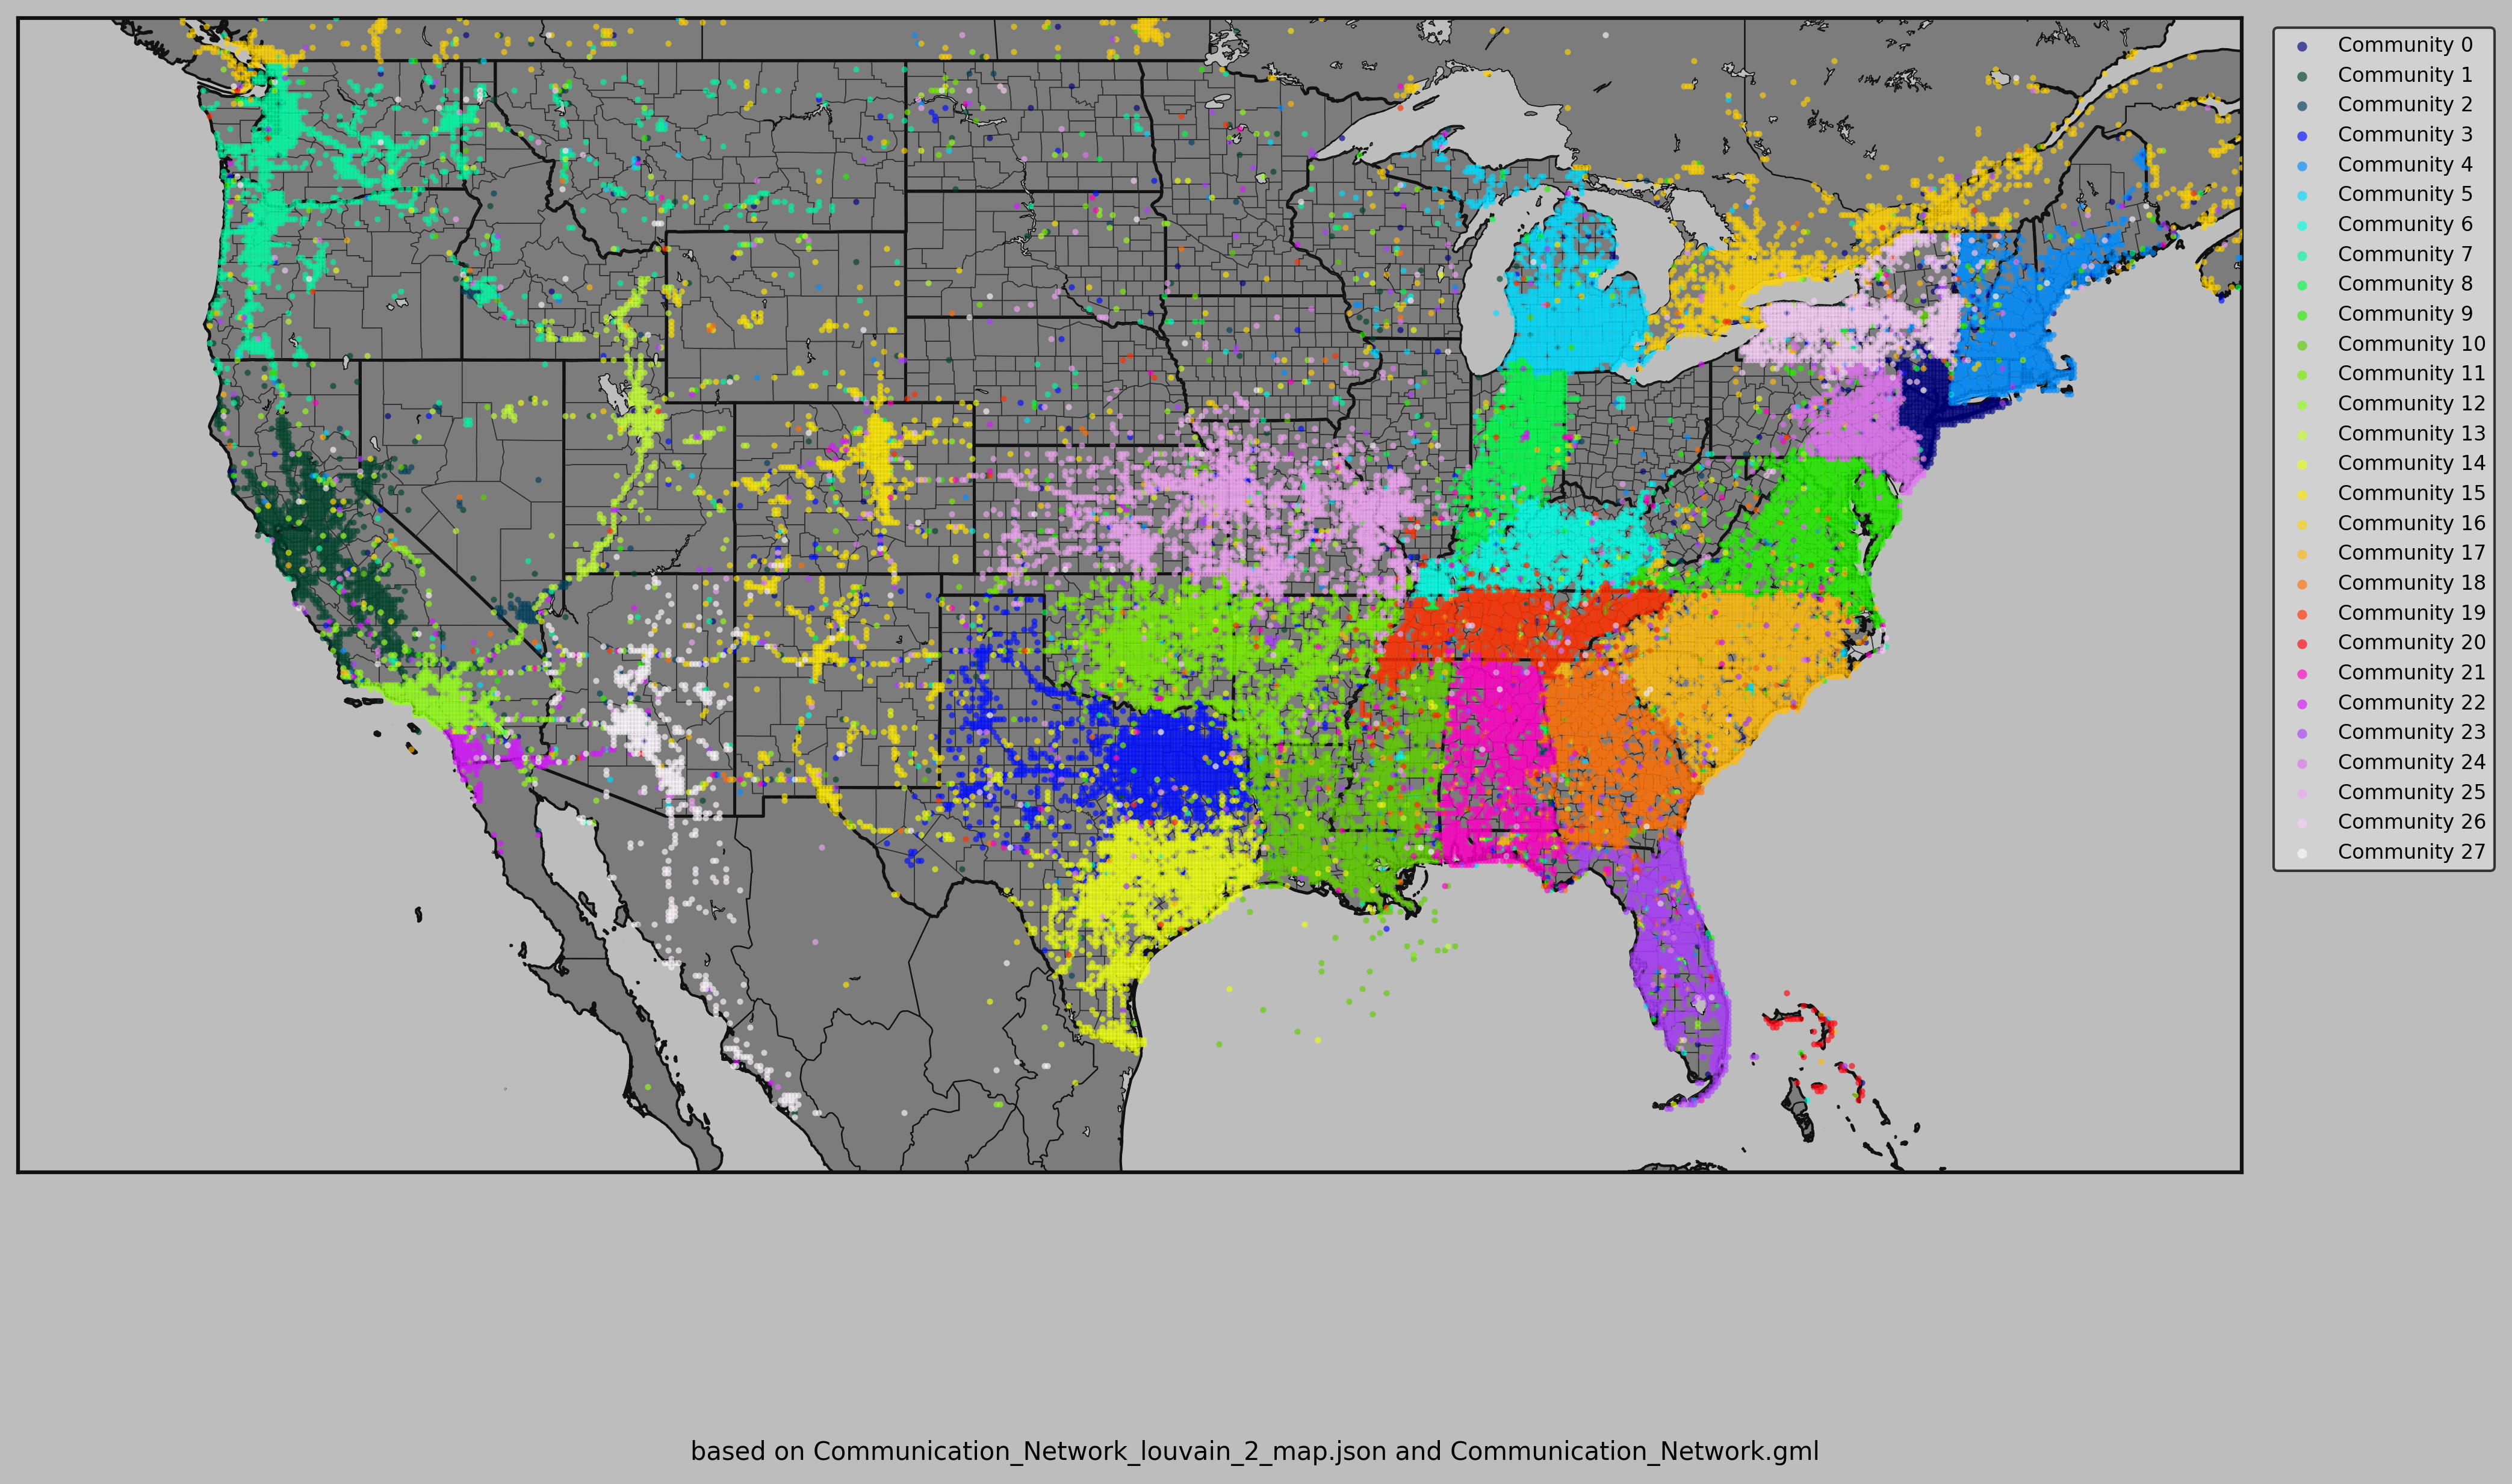 Community 0
Community 1
Community 2
Community 3
Community 4
Community 5
Community 6
Community 7
Community 8
Community 9
Community 10
Community 11
Community 12
Community 13
Community 14
Community 15
Community 16
Community 17
Community 18
Community 19
Community 20
Community 21
Community 22
Community 23
Community 24
Community 25
Community 26
Community 27
based on Communication_Network_louvain_2_map.json and Communication_Network.gml